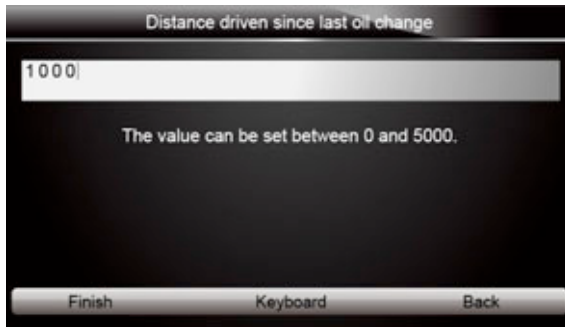 Distance driven since last oil change
1000
The value can be set between 0 and 5000.
Finish Keyboard Back